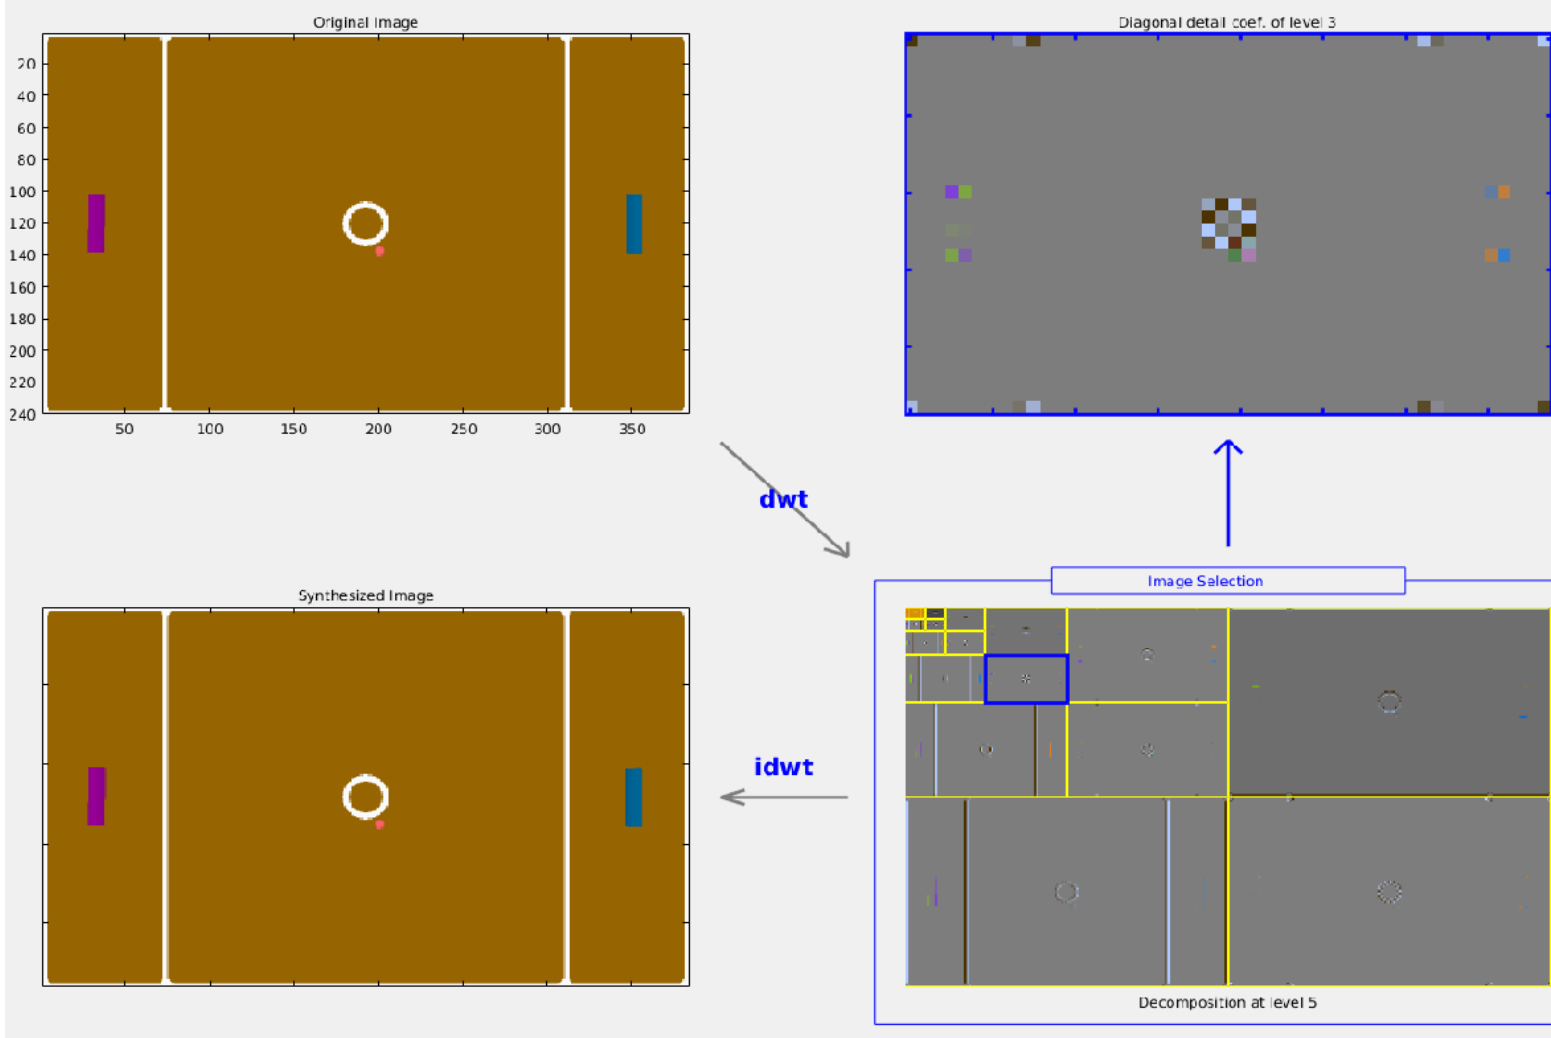 Original Image
Diagonal detail coef. of level 3
20
40
60
80
100
120
140
160
180
200
220
240
50 100 150 200 250 300 350
dwt
Image Selection
Synthesized Image
idwt
Decomposition at level 5